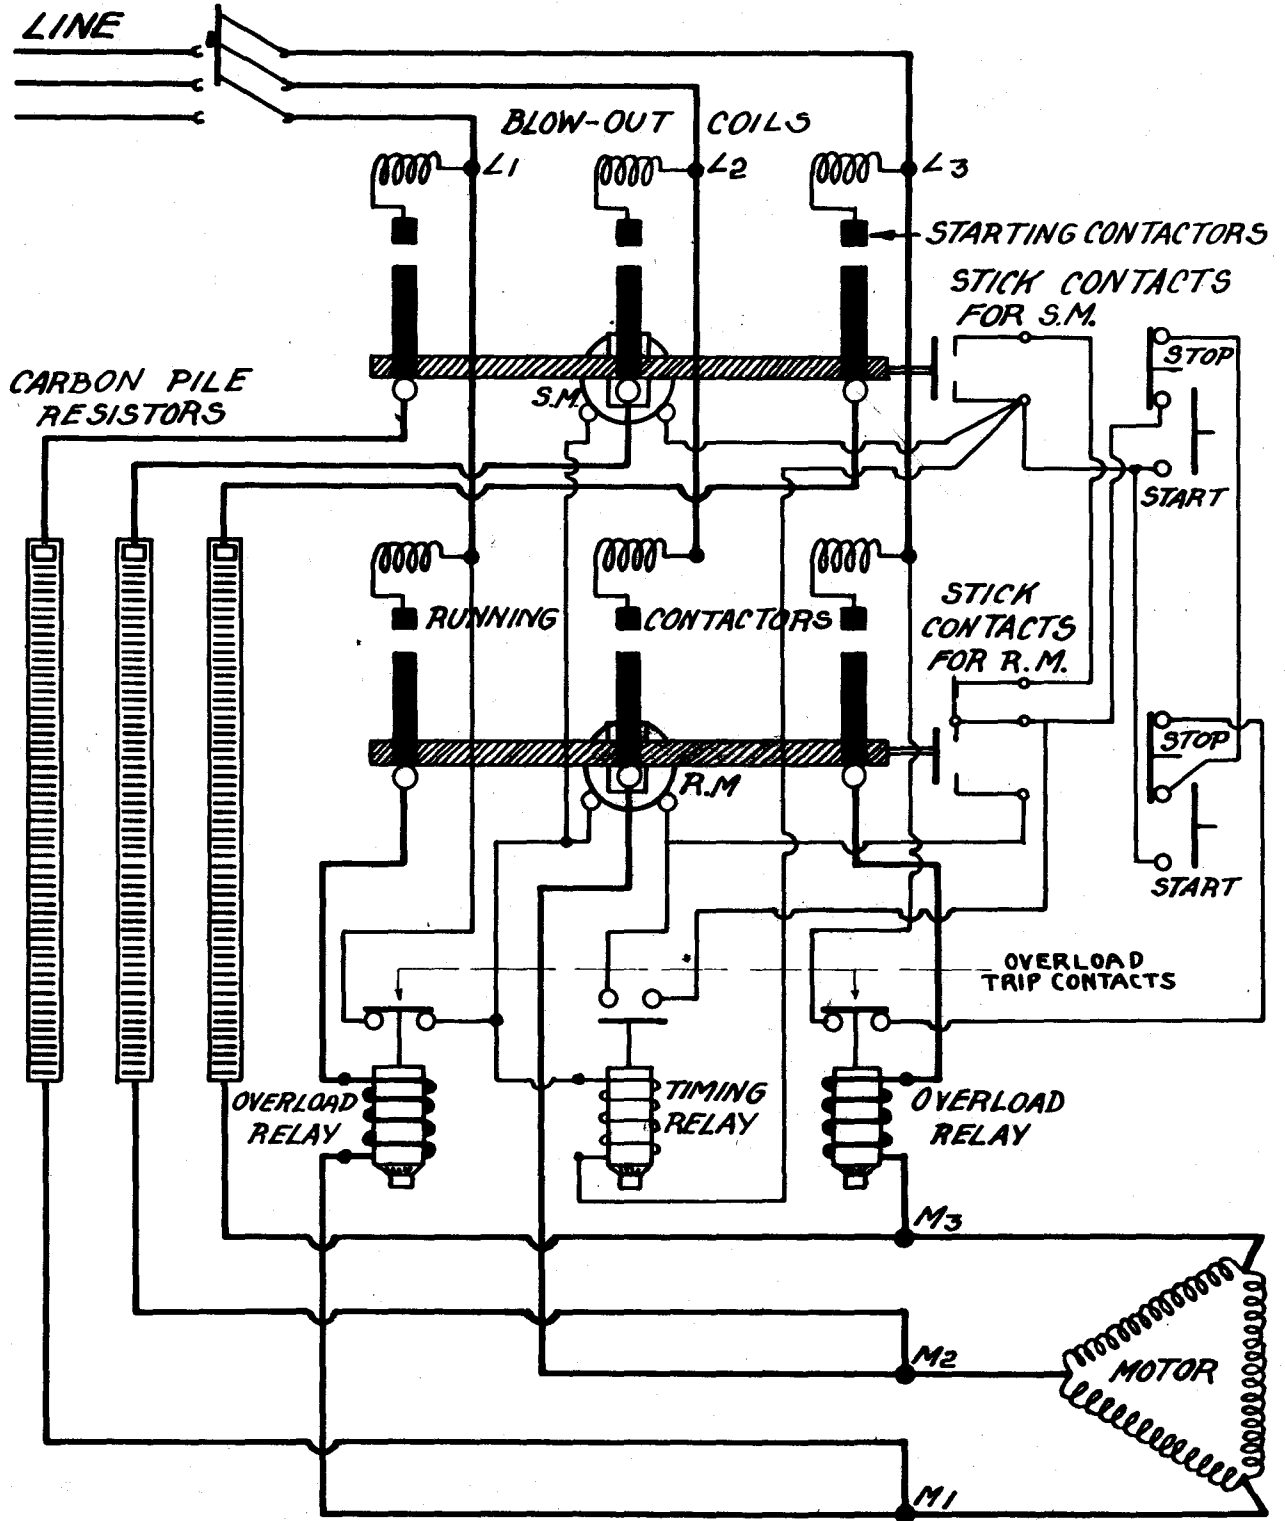 LINE
BLOW-OUT COILS
L1
L2
L3
STARTING CONTACTORS
STICK CONTACTS
FOR S.M.
STOP
CARBON PILE
RESISTORS
S.M.
START
STICK
CONTACTS
FOR R.M.
RUNNING CONTACTORS
STOP
R.M
START
OVERLOAD
TRIP CONTACTS
OVERLOAD
RELAY
TIMING
RELAY
OVERLOAD
RELAY
M3
M2
MOTOR
M1